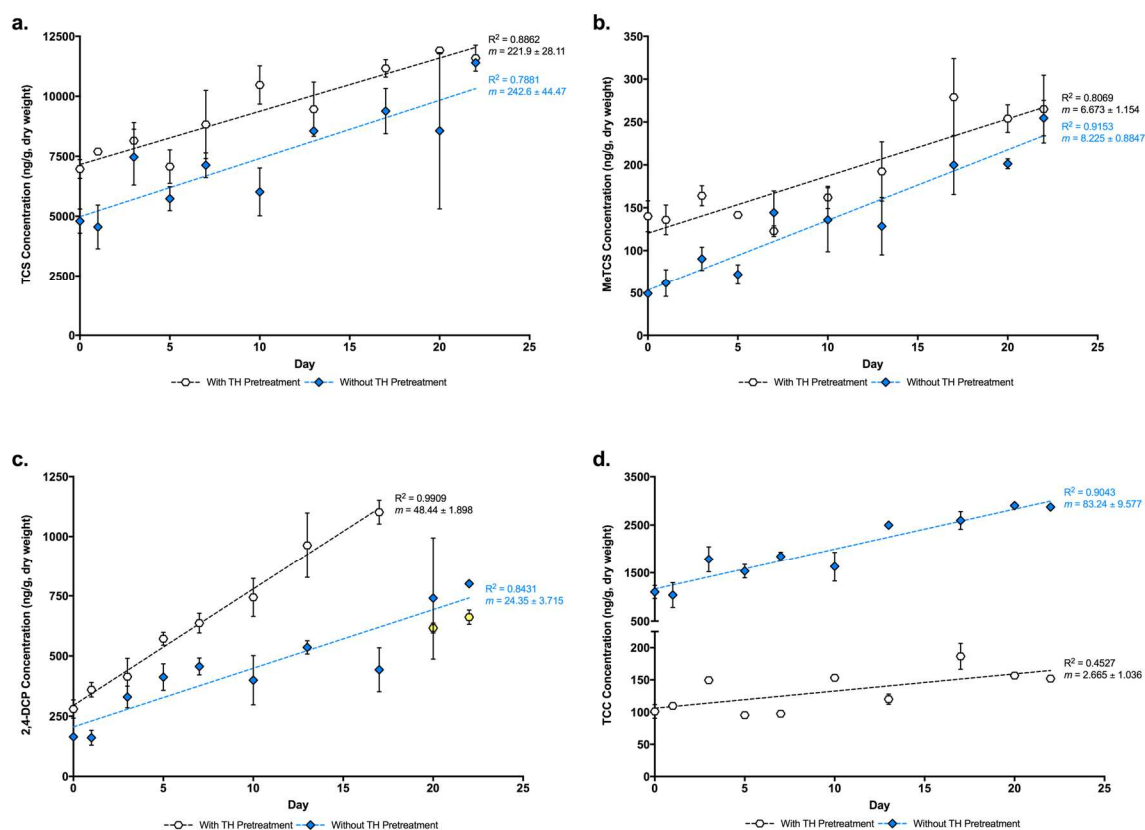 a.
TCS Concentration (ng/g, dry weight)
12500
10000
7500
5000
2500
0
0 5 10 15 20 25
Day
R² = 0.8862
m = 221.9 ± 28.11
R² = 0.7881
m = 242.6 ± 44.47
With TH Pretreatment Without TH Pretreatment
b.
MeTCS Concentration (ng/g, dry weight)
350
300
250
200
150
100
50
0
0 5 10 15 20 25
Day
R² = 0.8069
m = 6.673 ± 1.154
R² = 0.9153
m = 8.225 ± 0.8847
With TH Pretreatment Without TH Pretreatment
c.
2,4-DCP Concentration (ng/g, dry weight)
1250
1000
750
500
250
0
0 5 10 15 20 25
Day
R² = 0.9909
m = 48.44 ± 1.898
R² = 0.8431
m = 24.35 ± 3.715
With TH Pretreatment Without TH Pretreatment
d.
TCC Concentration (ng/g, dry weight)
3500
2500
1500
500
200
150
100
50
0
0 5 10 15 20 25
Day
R² = 0.9043
m = 83.24 ± 9.577
R² = 0.4527
m = 2.665 ± 1.036
With TH Pretreatment Without TH Pretreatment